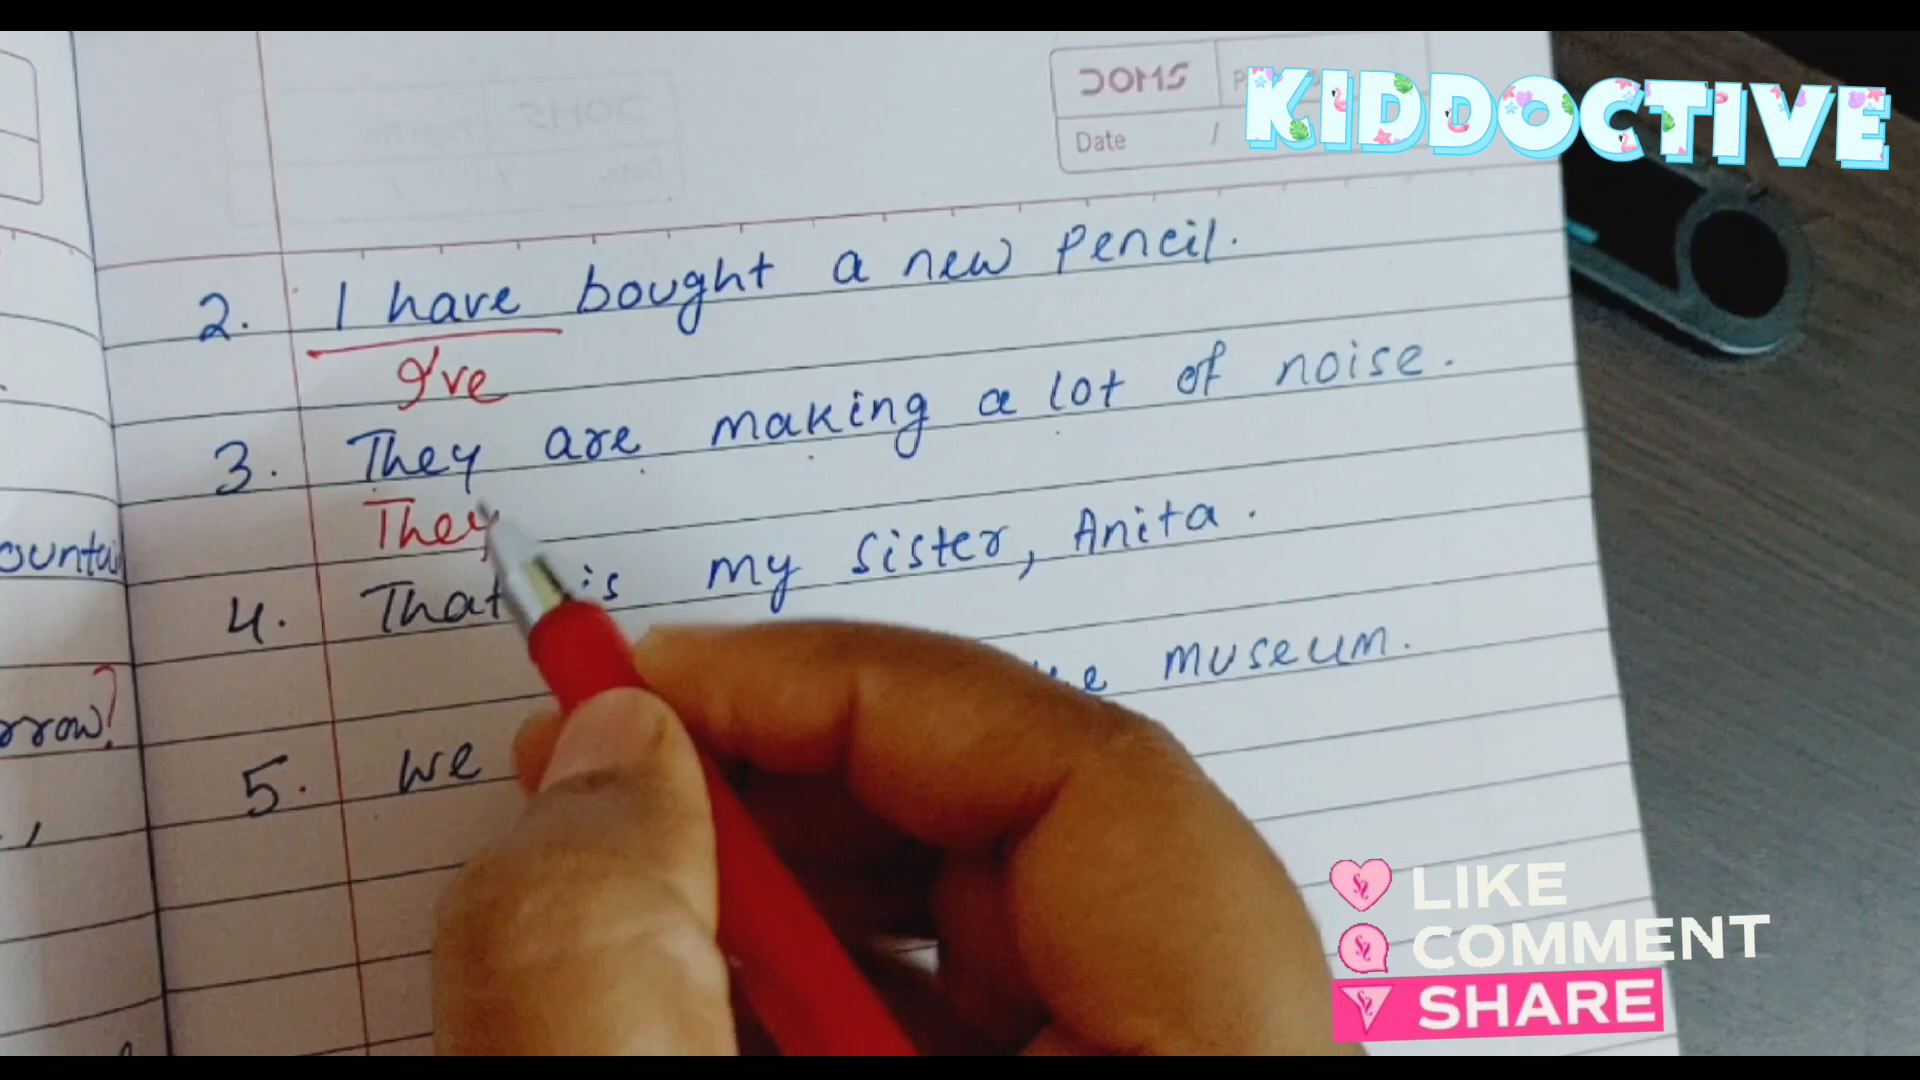 DOMS
Date / 
KIDDOCTIVE
2. I have bought a new pencil.
I've
3. They are making a lot of noise.
They
4. That is my sister, Anita.
5. We museum.
LIKE
COMMENT
SHARE